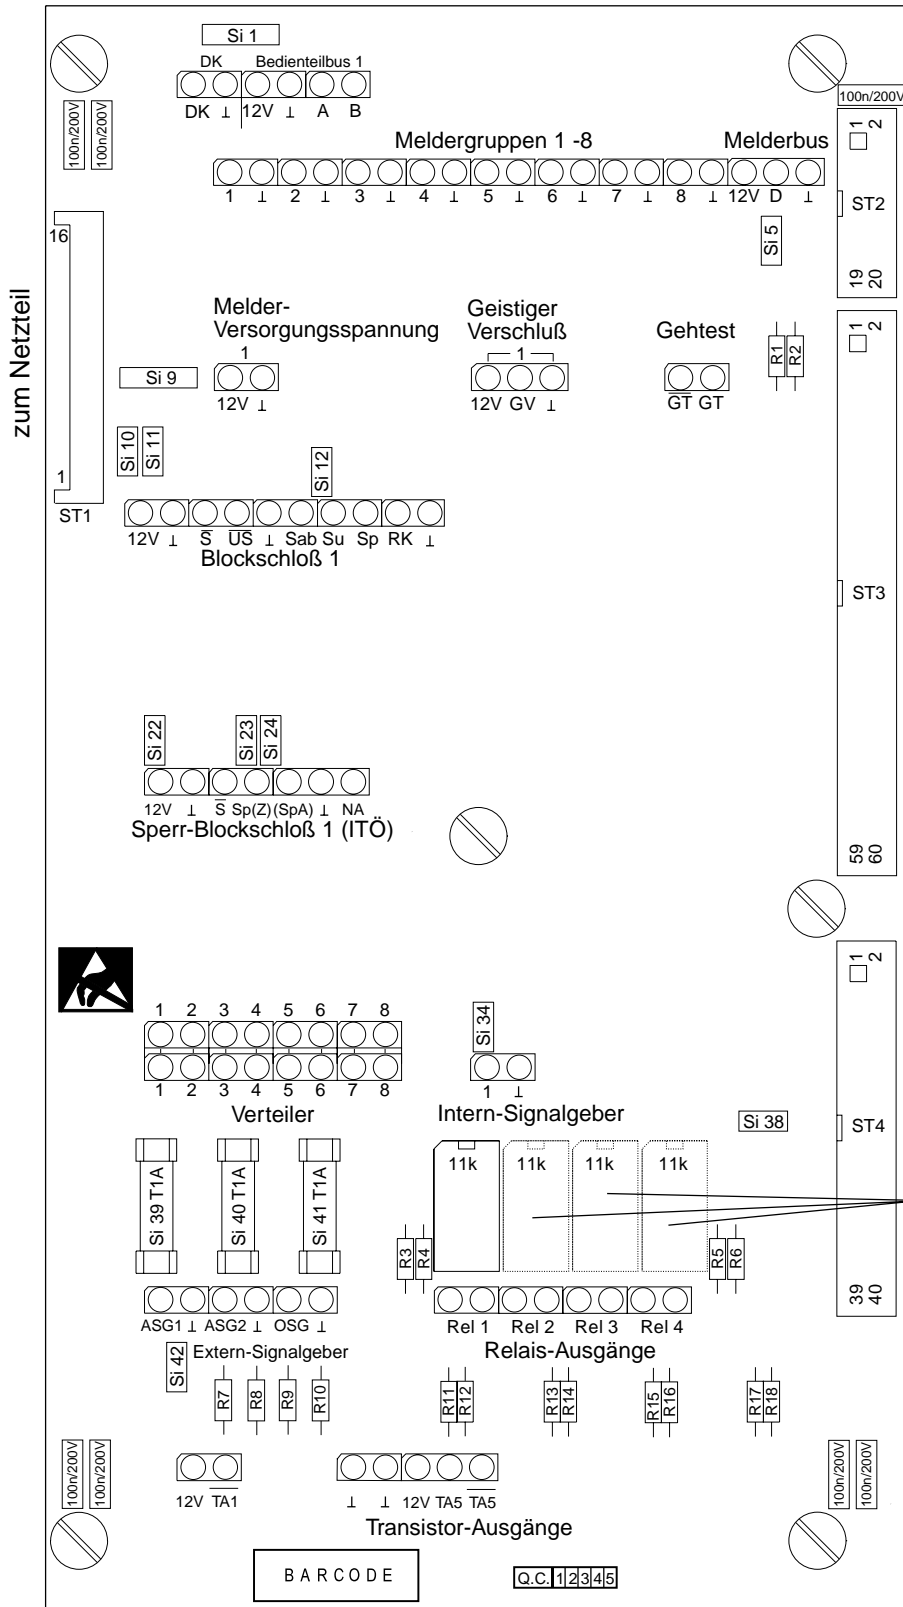 Si 1
DK Bedienteilbus 1
DK ⊥ 12V ⊥ A B
100n/200V 100n/200V
100n/200V
Meldergruppen 1 -8 Melderbus
1 ⊥ 2 ⊥ 3 ⊥ 4 ⊥ 5 ⊥ 6 ⊥ 7 ⊥ 8 ⊥ 12V D ⊥
1 2
ST2
19 20
Si 5
zum Netzteil
16
1
ST1
Melder-
Versorgungsspannung
1
12V ⊥
Geistiger
Verschluß
1
12V GV ⊥
Gehtest
G̅T̅ GT
R1 R2
Si 9
Si 10 Si 11
Si 12
12V ⊥ S̅ U̅S̅ ⊥ Sab Su Sp RK ⊥
Blockschloß 1
1 2
ST3
59 60
Si 22 Si 23 Si 24
12V ⊥ S̅ Sp(Z) (SpA) ⊥ NA
Sperr-Blockschloß 1 (ITÖ)
1 2 3 4 5 6 7 8
1 2 3 4 5 6 7 8
Verteiler
Si 34
1 ⊥
Intern-Signalgeber
Si 38
1 2
ST4
39 40
Si 39 T1A Si 40 T1A Si 41 T1A
11k 11k 11k 11k
R3 R4 R5 R6
ASG1 ⊥ ASG2 ⊥ OSG ⊥
Extern-Signalgeber
Rel 1 Rel 2 Rel 3 Rel 4
Relais-Ausgänge
Si 42
R7 R8 R9 R10
R11 R12 R13 R14 R15 R16 R17 R18
100n/200V 100n/200V
12V T̅A̅1̅
⊥ ⊥ 12V TA5 T̅A̅5̅
Transistor-Ausgänge
100n/200V 100n/200V
BARCODE
Q.C. 1 2 3 4 5